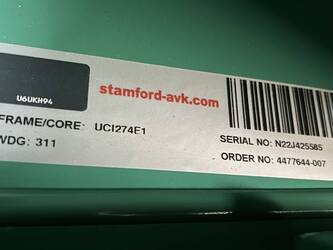 U6UKH94
stamford-avk.com
FRAME/CORE: UCI274E1
WDG: 311
SERIAL NO: N22J425585
ORDER NO: 4477644-007